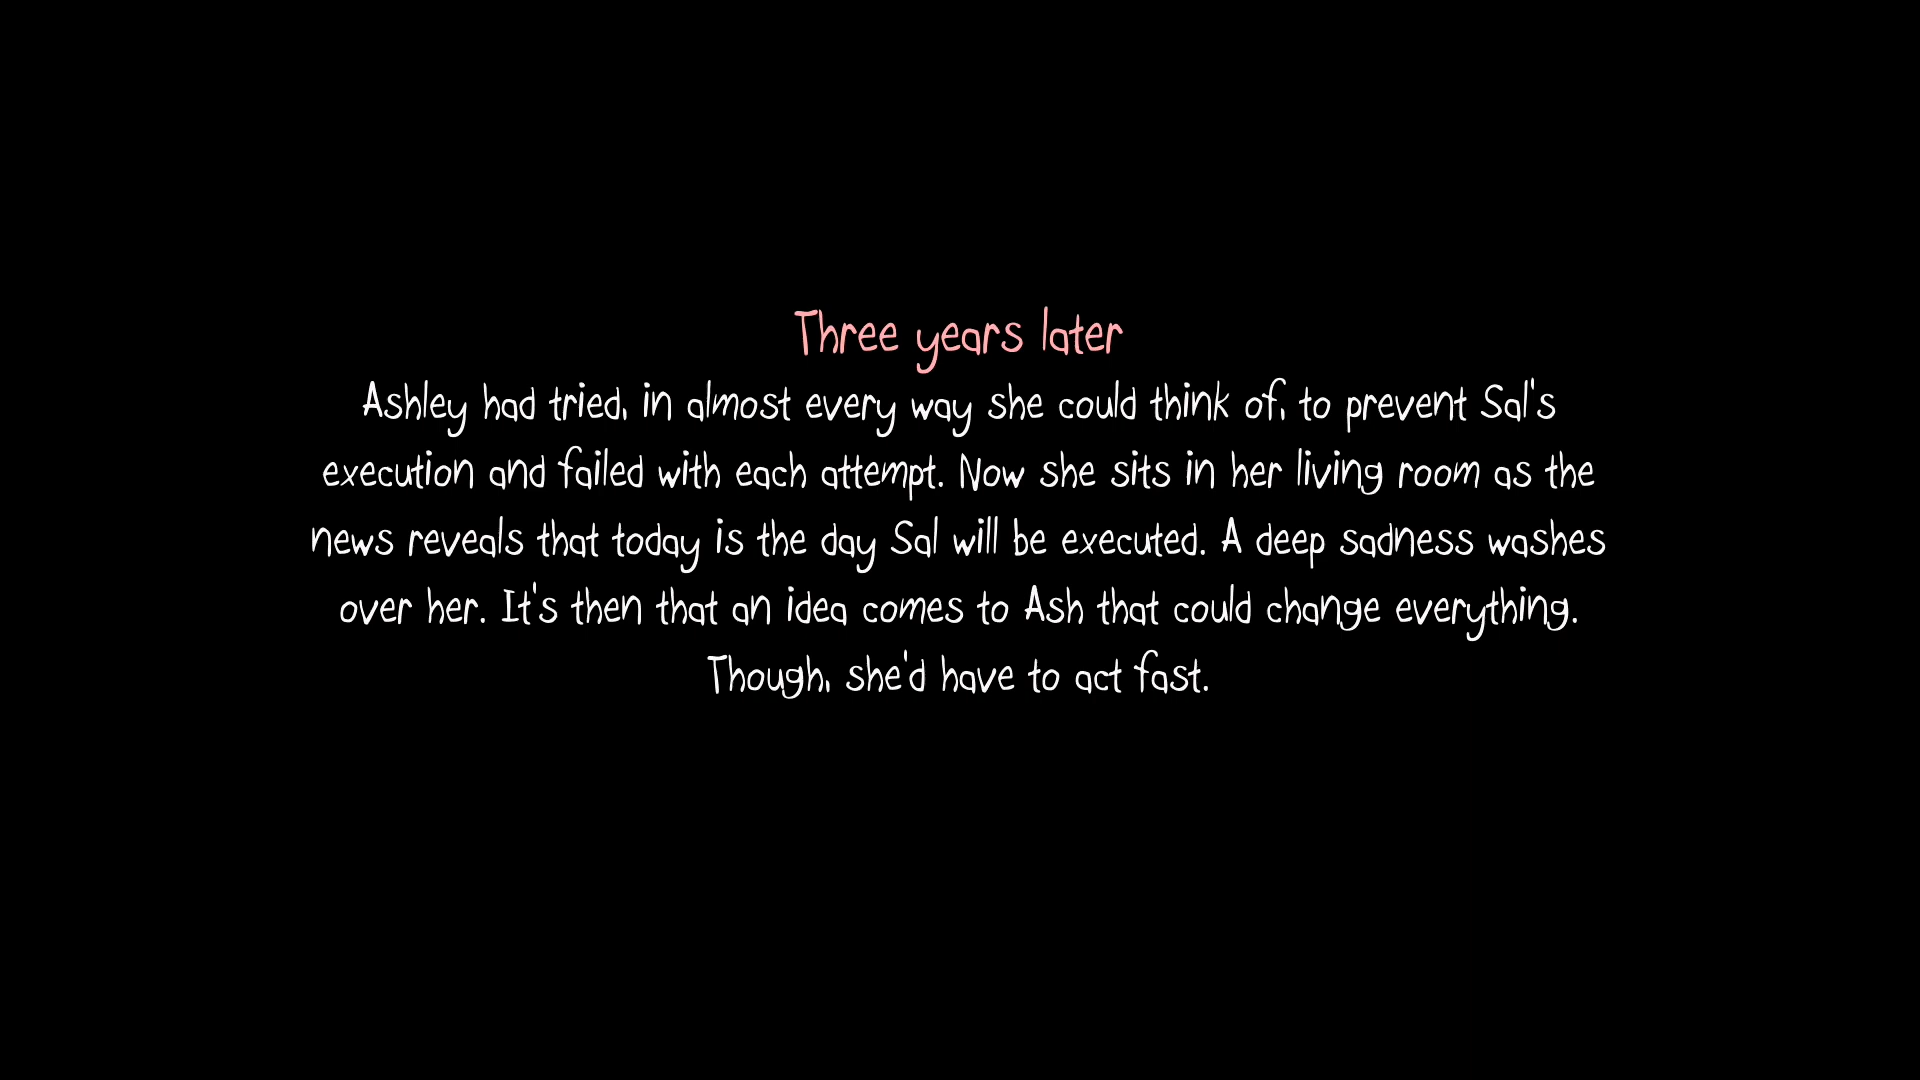 Three years later
Ashley had tried, in almost every way she could think of, to prevent Sal's
execution and failed with each attempt. Now she sits in her living room as the
news reveals that today is the day Sal will be executed. A deep sadness washes
over her. It's then that an idea comes to Ash that could change everything.
Though, she'd have to act fast.